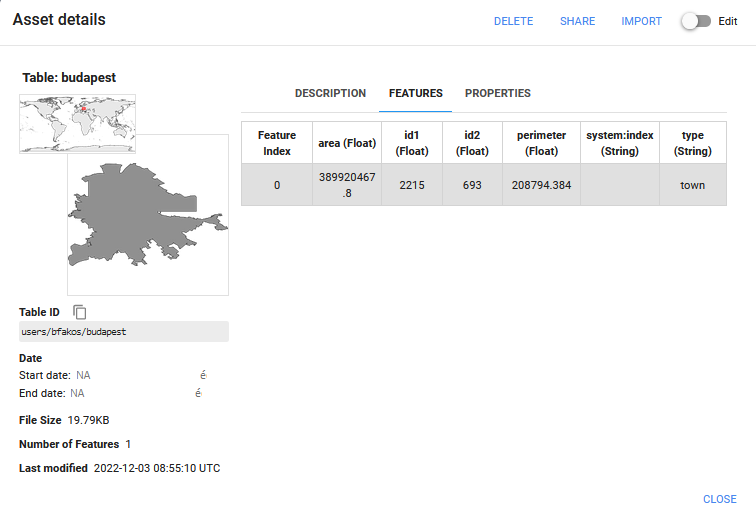 Asset details
DELETE SHARE IMPORT Edit
Table: budapest
DESCRIPTION FEATURES PROPERTIES
Feature Index area (Float) id1 (Float) id2 (Float) perimeter (Float) system:index (String) type (String)
0 389920467.8 2215 693 208794.384 town
Table ID
users/bfakos/budapest
Date
Start date: NA é
End date: NA é
File Size 19.79KB
Number of Features 1
Last modified 2022-12-03 08:55:10 UTC
CLOSE